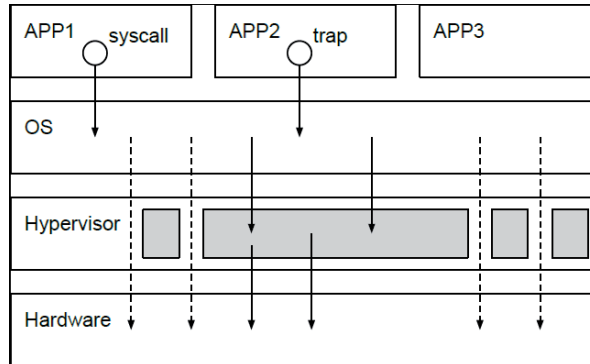 APP1 syscall
APP2 trap
APP3
OS
Hypervisor
Hardware